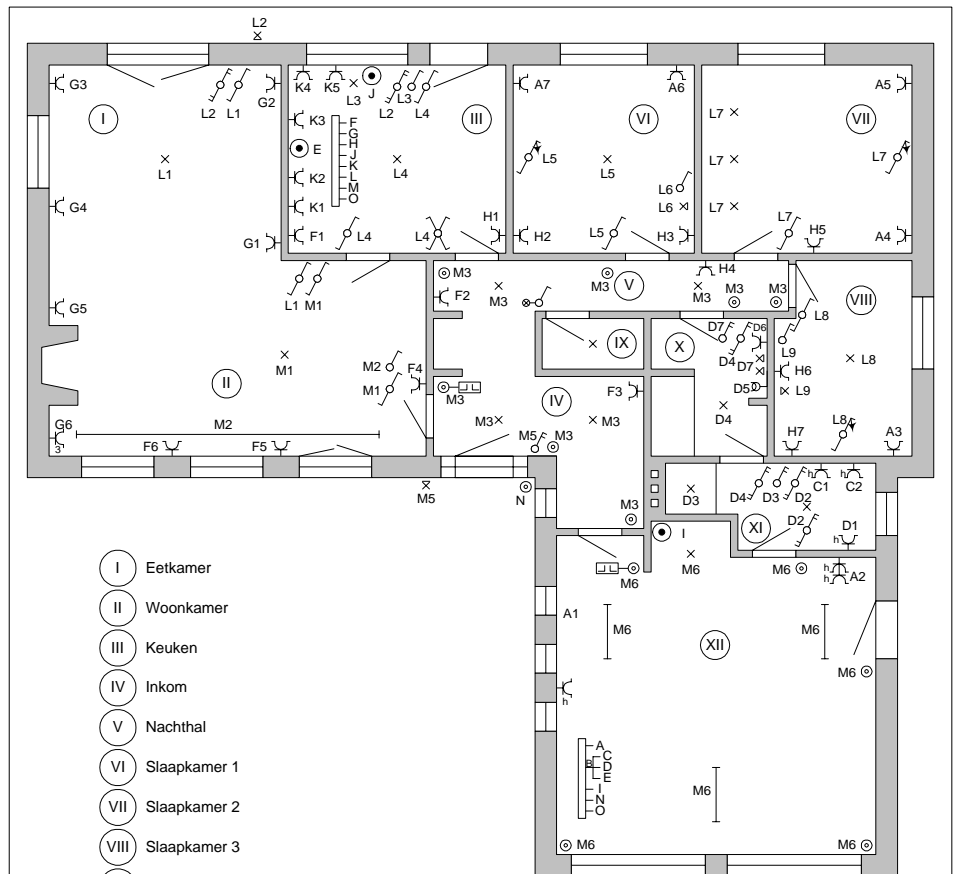 L2
G3
I
L2
L1
G2
K4
K5
L3
J
L2
L3
L4
III
A7
A6
VI
A5
VII
L7
K3
E
F
G
H
J
K
L
M
O
L1
L4
L5
L5
L7
L7
K2
K1
L6
L6
L7
G4
G1
F1
L4
L4
H1
H2
L5
H3
L7
H5
A4
L1
M1
M3
F2
M3
M3
V
H4
M3
M3
M3
VIII
G5
IX
X
D7
D4
D6
D7
D5
L8
L9
H6
L8
L9
M1
M2
M1
F4
II
M3
IV
F3
M3
M3
D4
L8
G6
3
M2
F6
F5
M5
M3
H7
A3
M5
N
M3
D3
D4
D3
D2
h
C1
h
C2
D2
XI
D1
h
I
M6
M6
M6
h
h
A2
I
Eetkamer
II
Woonkamer
A1
M6
M6
XII
III
Keuken
IV
Inkom
M6
h
V
Nachthal
A
B
C
D
E
I
N
O
M6
VI
Slaapkamer 1
VII
Slaapkamer 2
VIII
Slaapkamer 3
M6
M6